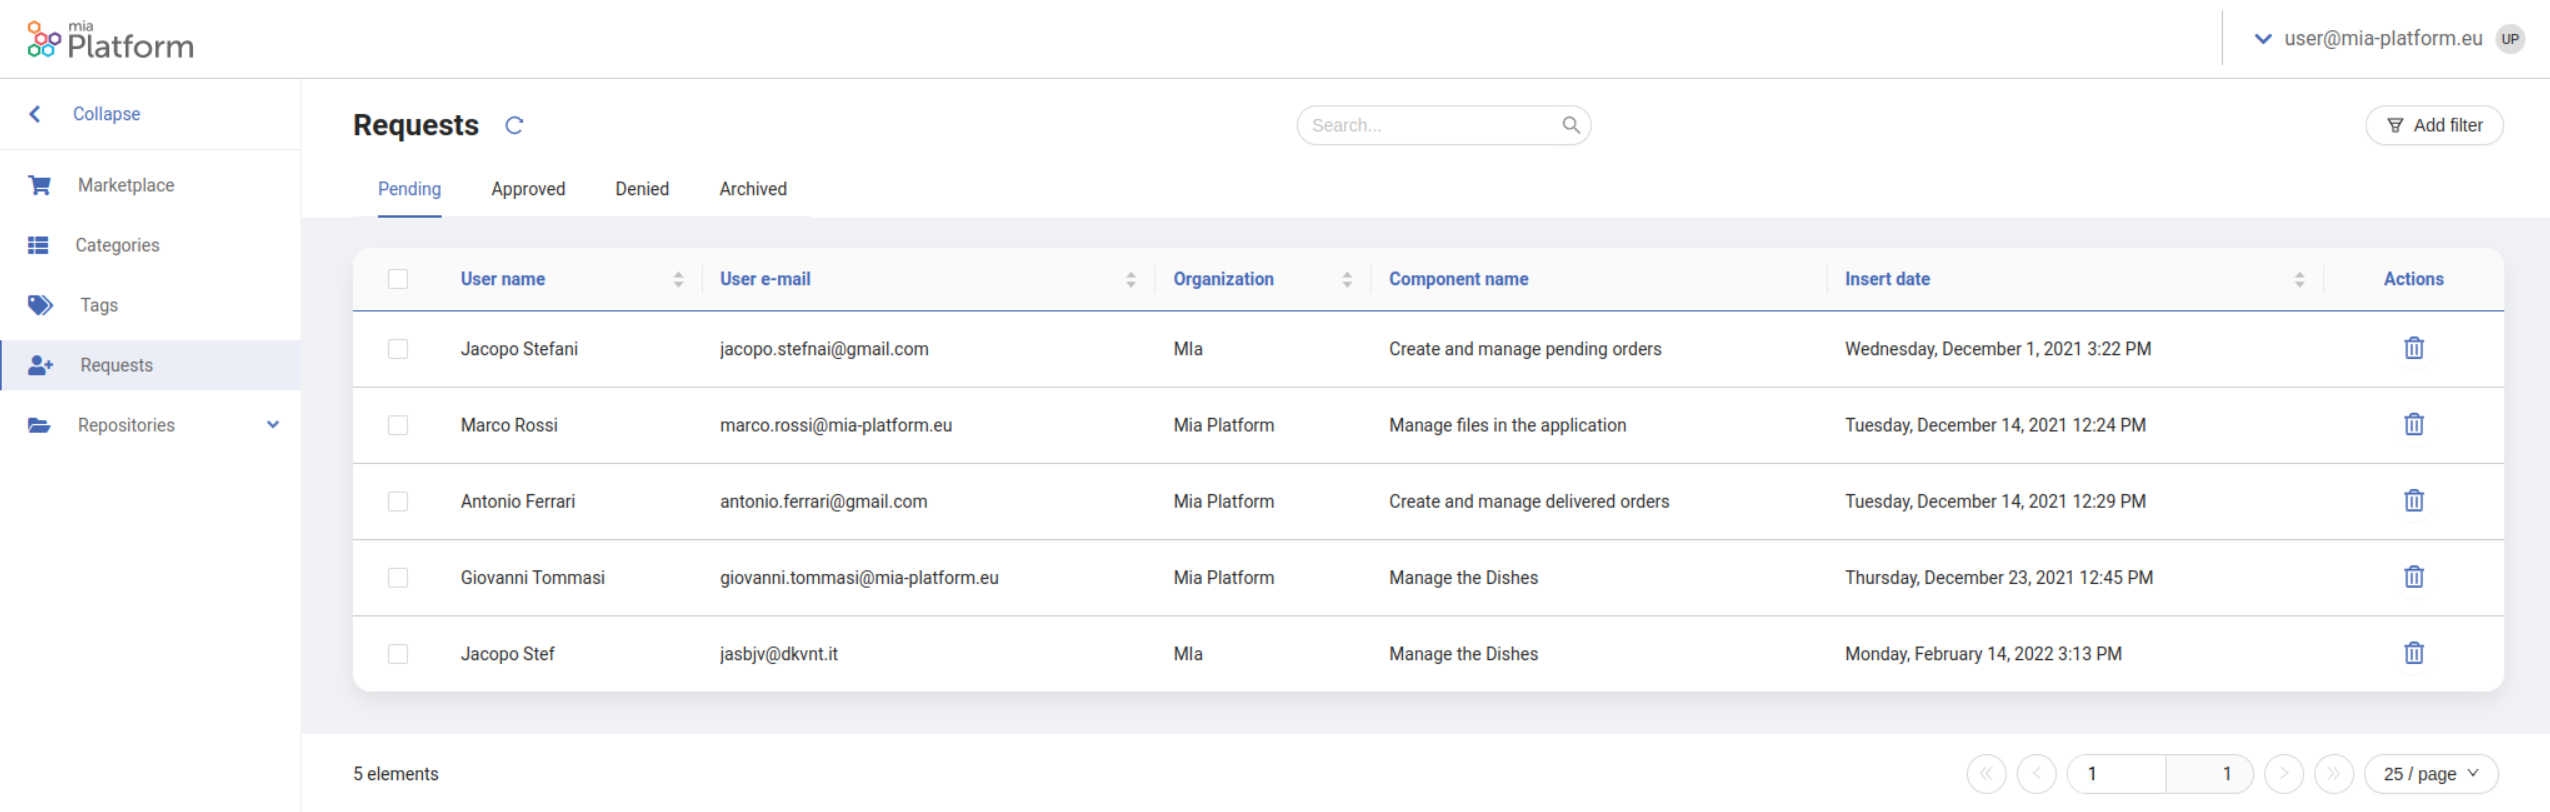 mia
Platform
user@mia-platform.eu UP
Collapse
Marketplace
Categories
Tags
Requests
Repositories
Requests
Search...
Add filter
Pending Approved Denied Archived
User name User e-mail Organization Component name Insert date Actions
Jacopo Stefani jacopo.stefnai@gmail.com MIa Create and manage pending orders Wednesday, December 1, 2021 3:22 PM
Marco Rossi marco.rossi@mia-platform.eu Mia Platform Manage files in the application Tuesday, December 14, 2021 12:24 PM
Antonio Ferrari antonio.ferrari@gmail.com Mia Platform Create and manage delivered orders Tuesday, December 14, 2021 12:29 PM
Giovanni Tommasi giovanni.tommasi@mia-platform.eu Mia Platform Manage the Dishes Thursday, December 23, 2021 12:45 PM
Jacopo Stef jasbjv@dkvnt.it MIa Manage the Dishes Monday, February 14, 2022 3:13 PM
5 elements
1 1 25 / page